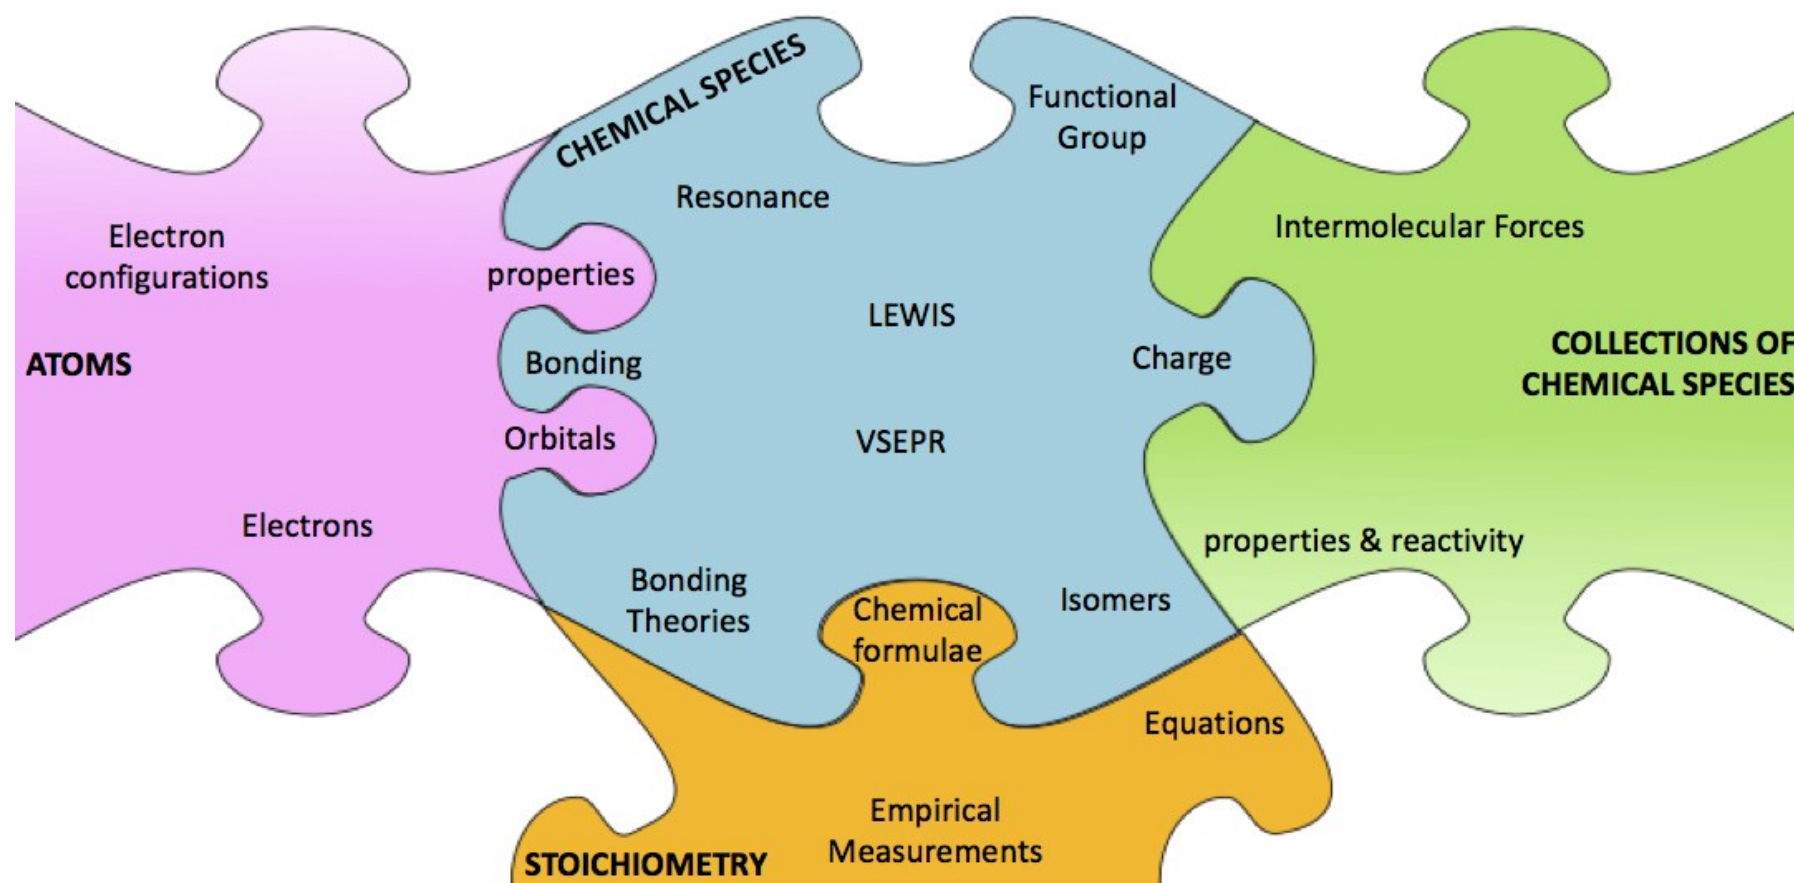 CHEMICAL SPECIES
Functional
Group
Resonance
Electron
configurations
properties
Intermolecular Forces
LEWIS
ATOMS
Bonding
Charge
COLLECTIONS OF
CHEMICAL SPECIES
Orbitals
VSEPR
Electrons
properties & reactivity
Bonding
Theories
Chemical
formulae
Isomers
Equations
Empirical
Measurements
STOICHIOMETRY